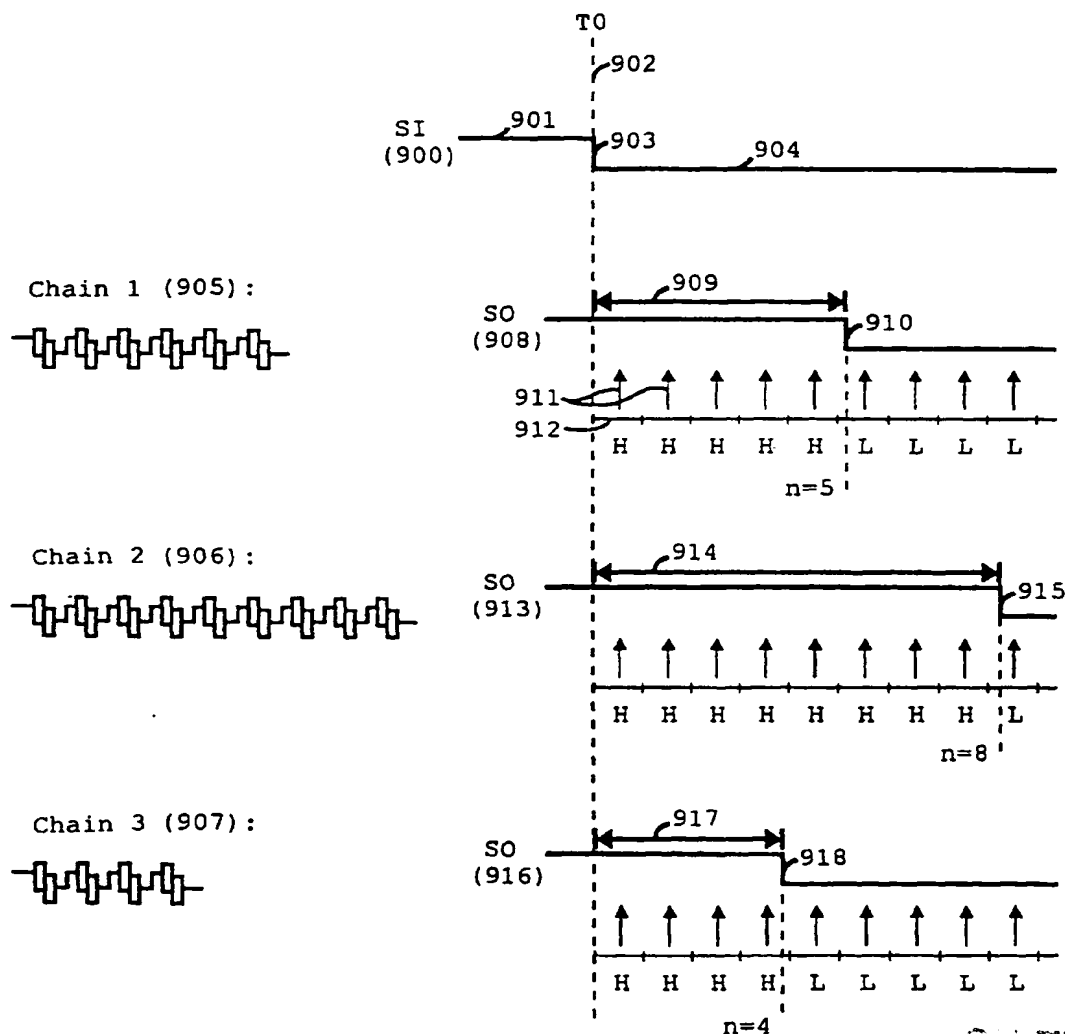 T0
902
901
SI
(900)
903
904
Chain 1 (905):
909
SO
(908)
910
911
912
H H H H H L L L L
n=5
Chain 2 (906):
914
SO
(913)
915
H H H H H H H H L
n=8
Chain 3 (907):
917
SO
(916)
918
H H H H L L L L L
n=4